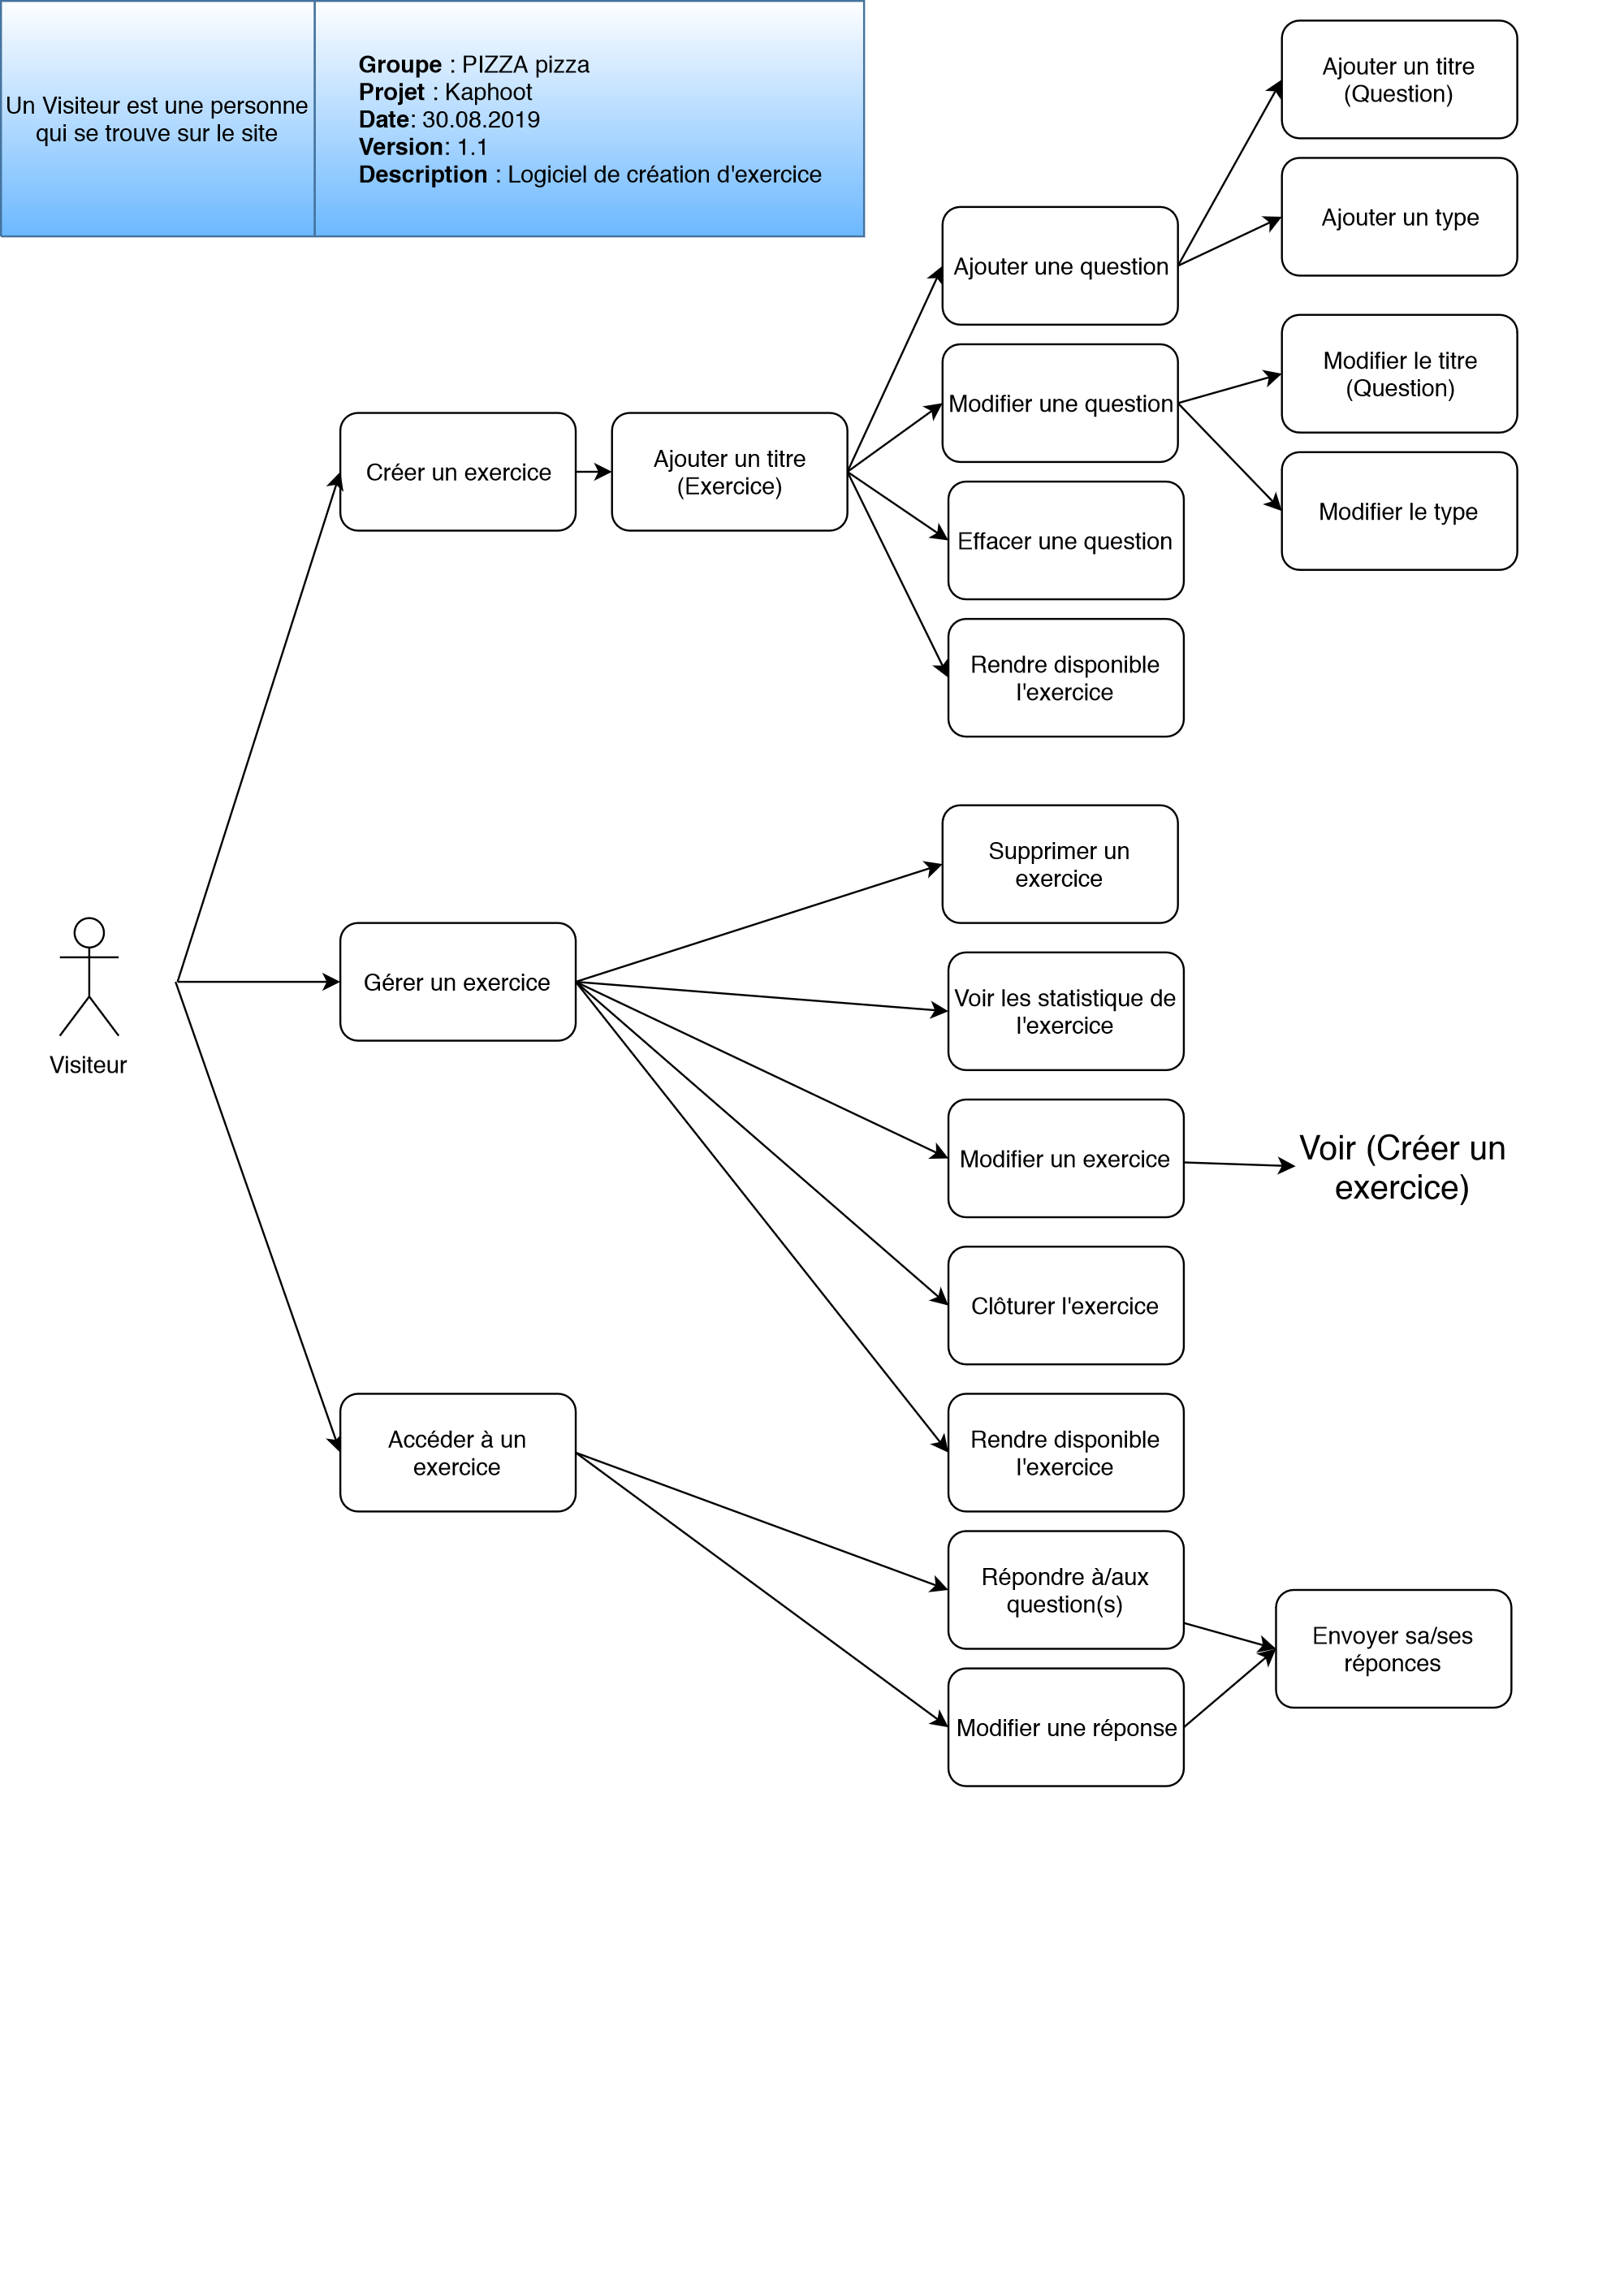 Un Visiteur est une personne
qui se trouve sur le site
Groupe : PIZZA pizza
Projet : Kaphoot
Date: 30.08.2019
Version: 1.1
Description : Logiciel de création d'exercice
Ajouter un titre
(Question)
Ajouter un type
Ajouter une question
Modifier le titre
(Question)
Modifier une question
Créer un exercice
Ajouter un titre
(Exercice)
Modifier le type
Effacer une question
Rendre disponible
l'exercice
Supprimer un
exercice
Visiteur
Gérer un exercice
Voir les statistique de
l'exercice
Modifier un exercice
Voir (Créer un
exercice)
Clôturer l'exercice
Accéder à un
exercice
Rendre disponible
l'exercice
Répondre à/aux
question(s)
Envoyer sa/ses
réponces
Modifier une réponse